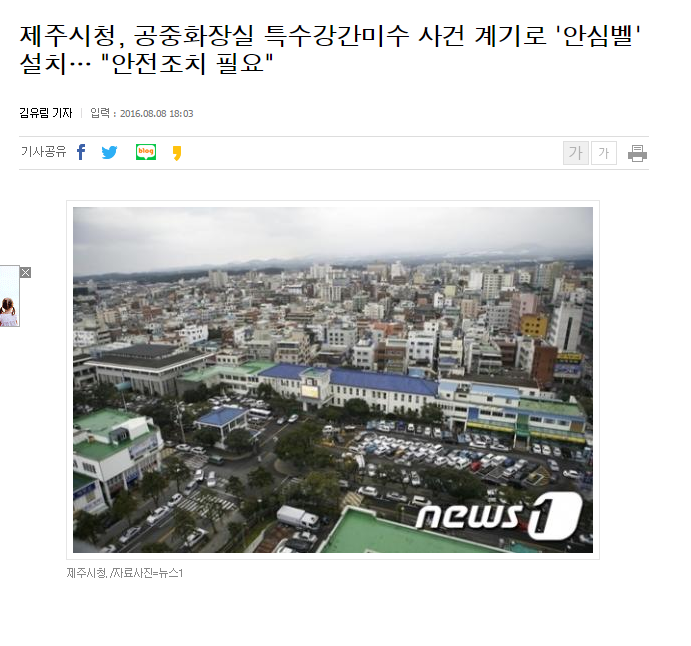 제주시청, 공중화장실 특수강간미수 사건 계기로 '안심벨'
설치… "안전조치 필요"
김유림 기자 | 입력 : 2016.08.08 18:03
기사공유
blog
가 가
news1
제주시청. /자료사진=뉴스1